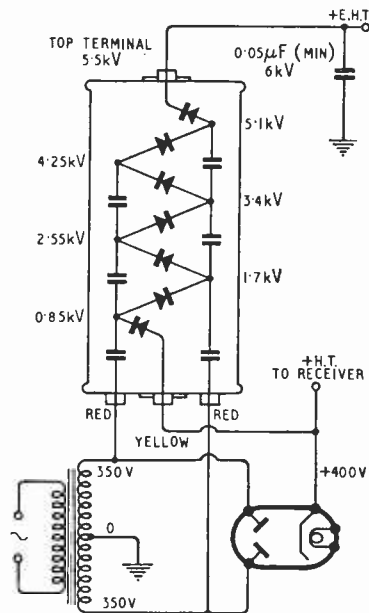 +E.H.T.
TOP TERMINAL
5·5kV
0·05µF (MIN)
6kV
5·1kV
4·25kV
3·4kV
2·55kV
1·7kV
0·85kV
+H.T.
TO RECEIVER
RED
RED
YELLOW
350V
+400V
0
~
350V